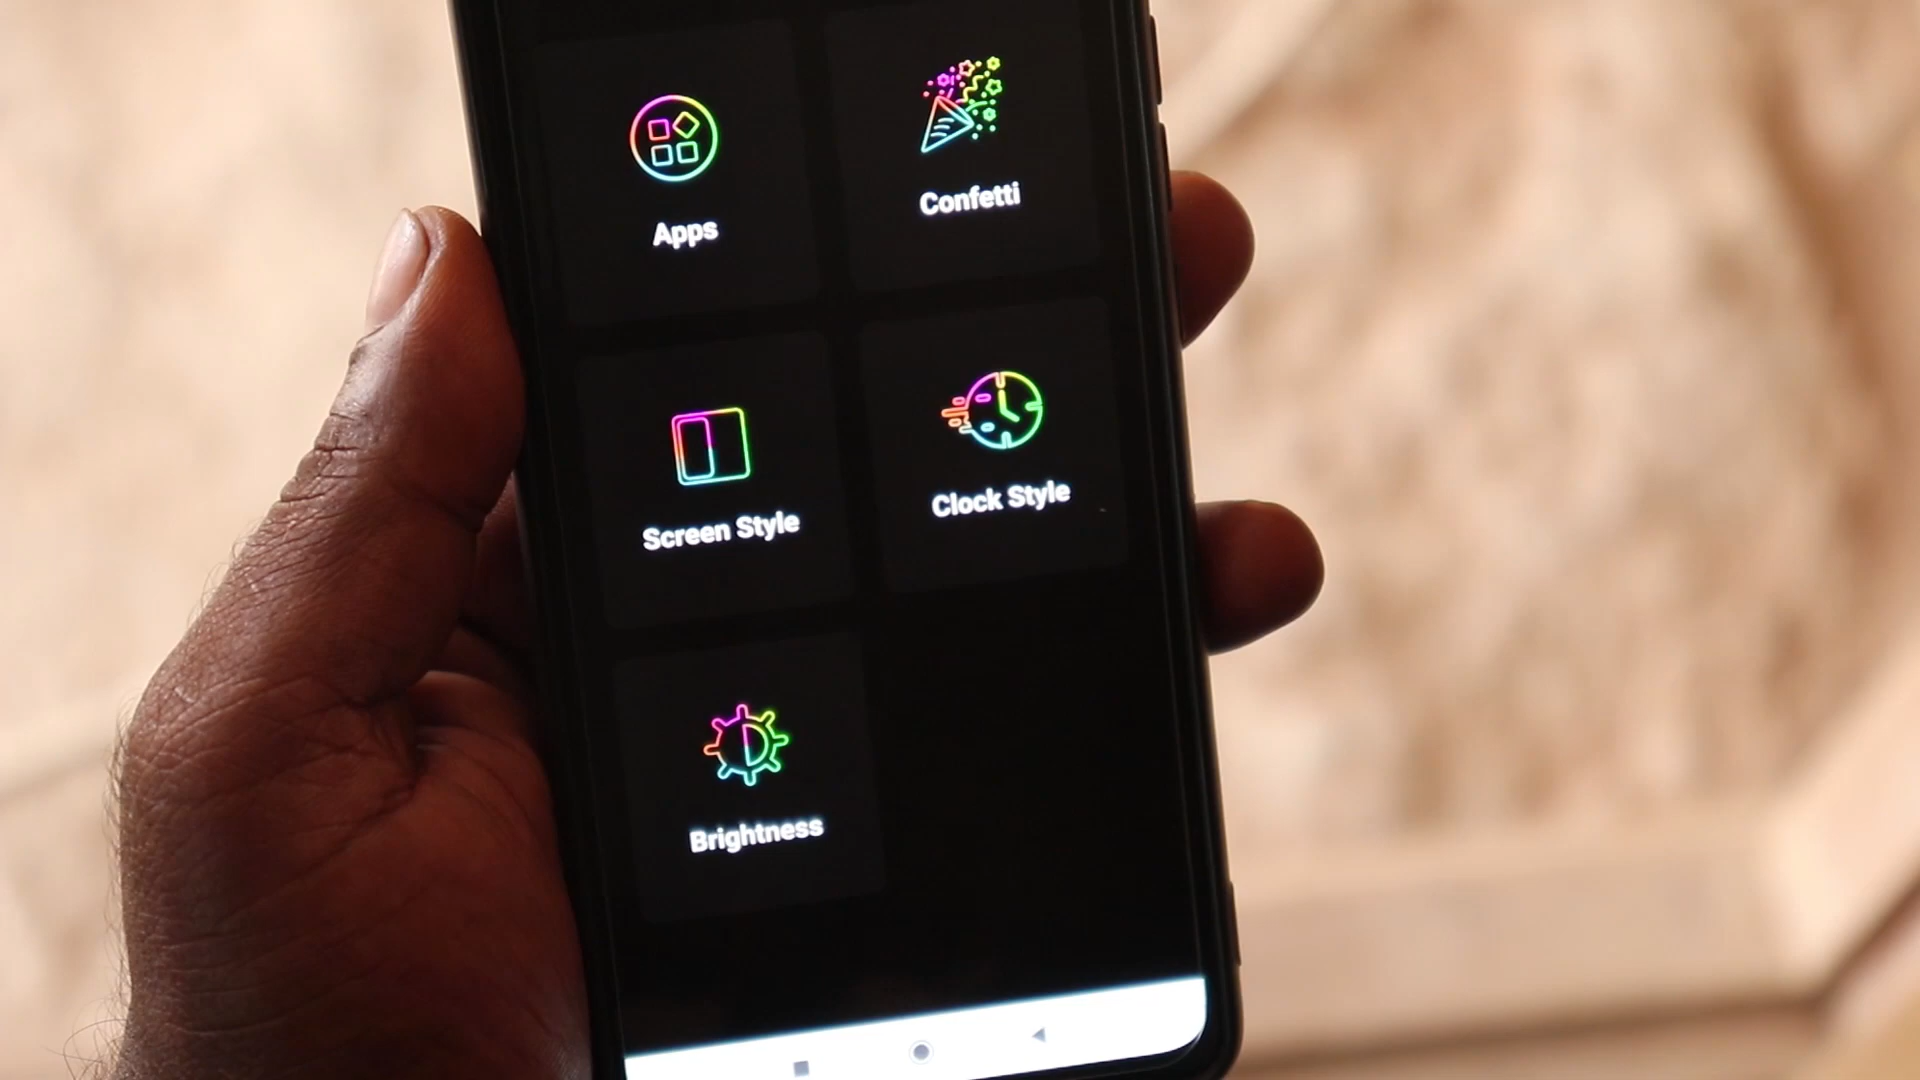 Apps
Confetti
Screen Style
Clock Style
Brightness